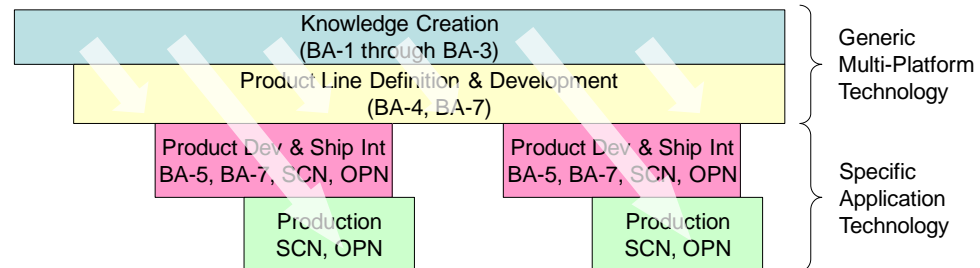 Knowledge Creation
(BA-1 through BA-3)
Generic
Multi-Platform
Technology
Product Line Definition & Development
(BA-4, BA-7)
Product Dev & Ship Int
BA-5, BA-7, SCN, OPN
Product Dev & Ship Int
BA-5, BA-7, SCN, OPN
Specific
Application
Technology
Production
SCN, OPN
Production
SCN, OPN